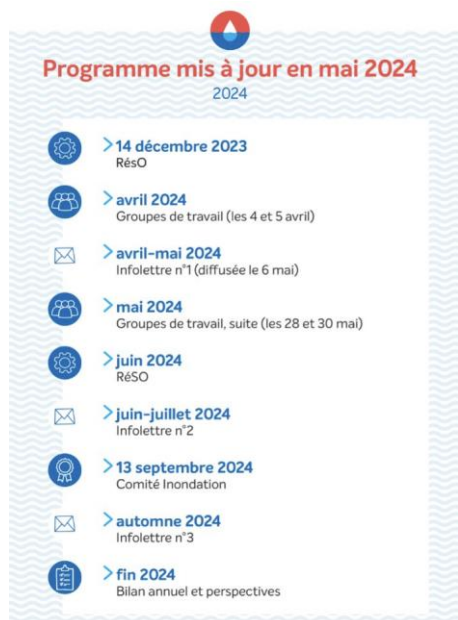 Programme mis à jour en mai 2024
2024
14 décembre 2023
RésO
avril 2024
Groupes de travail (les 4 et 5 avril)
avril-mai 2024
Infolettre n°1 (diffusée le 6 mai)
mai 2024
Groupes de travail, suite (les 28 et 30 mai)
juin 2024
RéSO
juin-juillet 2024
Infolettre n°2
13 septembre 2024
Comité Inondation
automne 2024
Infolettre n°3
fin 2024
Bilan annuel et perspectives